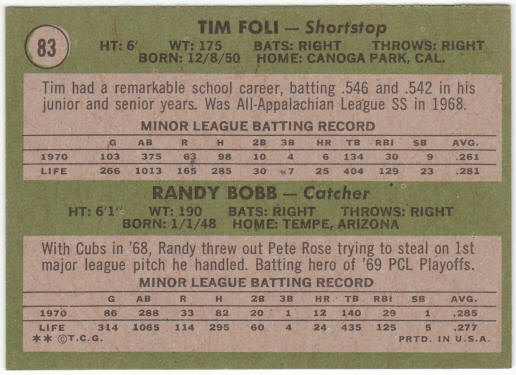 83
TIM FOLI — Shortstop
HT: 6' WT: 175 BATS: RIGHT THROWS: RIGHT
BORN: 12/8/50 HOME: CANOGA PARK, CAL.
Tim had a remarkable school career, batting .546 and .542 in his
junior and senior years. Was All-Appalachian League SS in 1968.
MINOR LEAGUE BATTING RECORD
G AB R H 2B 3B HR TB RBI SO SB AVG.
1970 103 375 63 98 10 4 6 134 30 9 .261
LIFE 266 1013 165 285 30 7 25 404 129 23 .281
RANDY BOBB — Catcher
HT: 6'1" WT: 190 BATS: RIGHT THROWS: RIGHT
BORN: 1/1/48 HOME: TEMPE, ARIZONA
With Cubs in '68, Randy threw out Pete Rose trying to steal on 1st
major league pitch he handled. Batting hero of '69 PCL Playoffs.
MINOR LEAGUE BATTING RECORD
G AB R H 2B 3B HR TB RBI SB AVG.
1970 86 288 33 82 20 1 12 140 29 1 .285
LIFE 314 1065 114 295 60 4 24 435 125 5 .277
** ©T.C.G. PRTD. IN U.S.A.